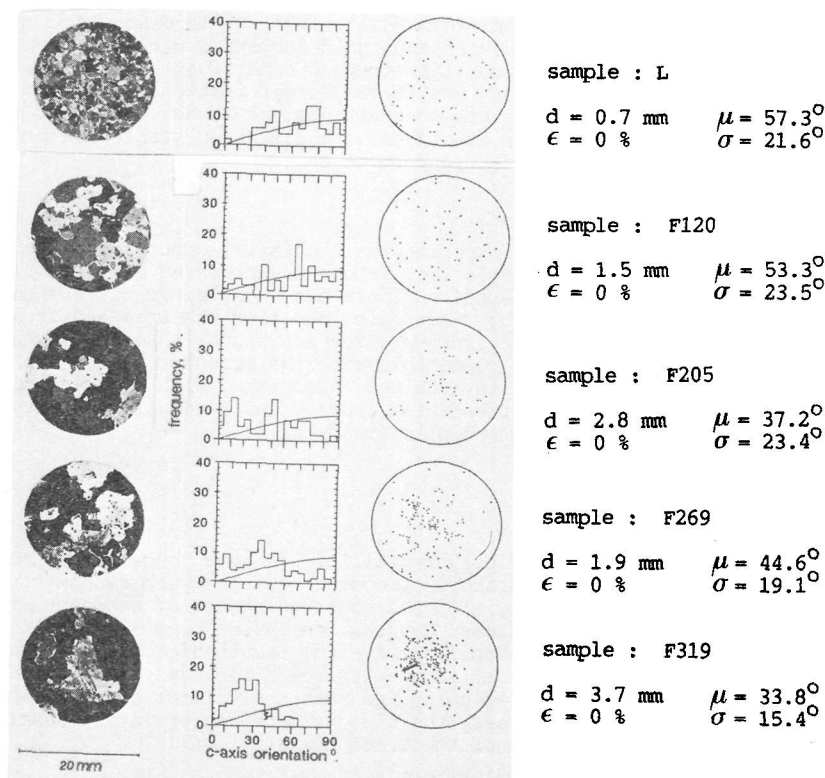 40
30
20
10
0
sample : L
d = 0.7 mm μ = 57.3°
ϵ = 0 % σ = 21.6°
40
30
20
10
0
sample : F120
d = 1.5 mm μ = 53.3°
ϵ = 0 % σ = 23.5°
frequency, %.
40
30
20
10
0
sample : F205
d = 2.8 mm μ = 37.2°
ϵ = 0 % σ = 23.4°
40
30
20
10
0
sample : F269
d = 1.9 mm μ = 44.6°
ϵ = 0 % σ = 19.1°
40
30
20
10
0
sample : F319
d = 3.7 mm μ = 33.8°
ϵ = 0 % σ = 15.4°
0 30 60 90
c-axis orientation°.
20 mm